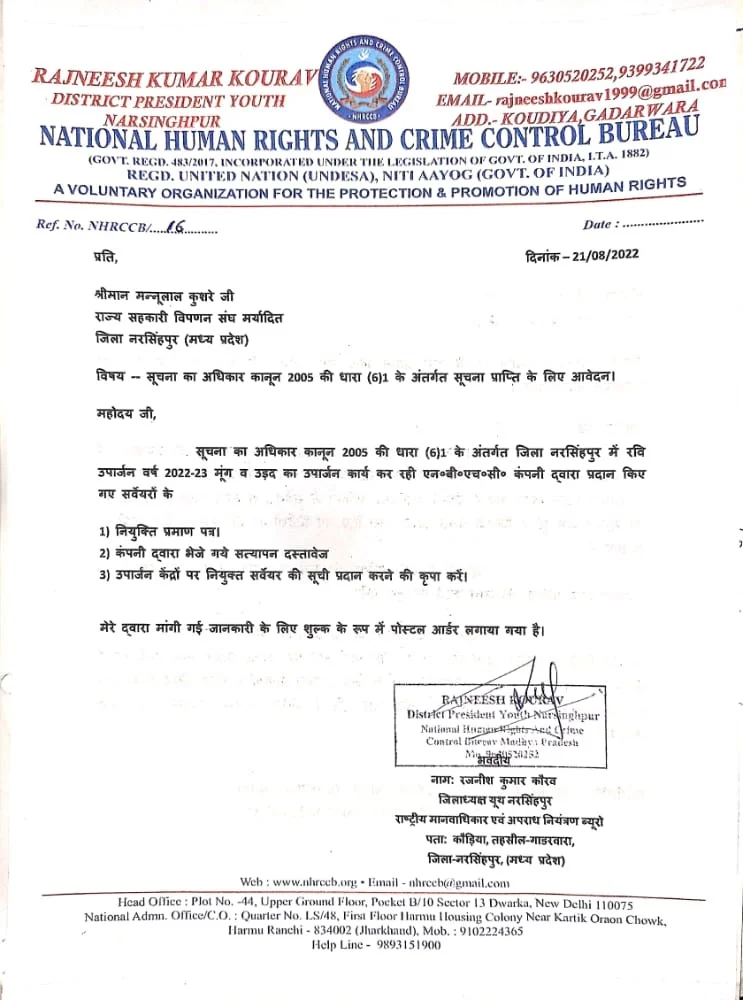 RAJNEESH KUMAR KOURAV
DISTRICT PRESIDENT YOUTH
NARSINGHPUR
NATIONAL HUMAN RIGHTS AND CRIME CONTROL BUREAU
· NHRCCB ·
MOBILE:- 9630520252,9399341722
EMAIL- rajneeshkourav1999@gmail.com
ADD.- KOUDIYA,GADARWARA
NATIONAL HUMAN RIGHTS AND CRIME CONTROL BUREAU
(GOVT. REGD. 483/2017, INCORPORATED UNDER THE LEGISLATION OF GOVT. OF INDIA, I.T.A. 1882)
REGD. UNITED NATION (UNDESA), NITI AAYOG (GOVT. OF INDIA)
A VOLUNTARY ORGANIZATION FOR THE PROTECTION & PROMOTION OF HUMAN RIGHTS
Ref. No. NHRCCB/.....16..........
Date : ......................
प्रति,
दिनांक – 21/08/2022
श्रीमान मन्नूलाल कुशरे जी
राज्य सहकारी विपणन संघ मर्यादित
जिला नरसिंहपुर (मध्य प्रदेश)
विषय -- सूचना का अधिकार कानून 2005 की धारा (6)1 के अंतर्गत सूचना प्राप्ति के लिए आवेदन।
महोदय जी,
सूचना का अधिकार कानून 2005 की धारा (6)1 के अंतर्गत जिला नरसिंहपुर में रवि
उपार्जन वर्ष 2022-23 मूंग व उड़द का उपार्जन कार्य कर रही एन०बी०एच०सी० कंपनी द्वारा प्रदान किए
गए सर्वेयरों के
1) नियुक्ति प्रमाण पत्र।
2) कंपनी द्वारा भेजे गये सत्यापन दस्तावेज
3) उपार्जन केंद्रों पर नियुक्त सर्वेयर की सूची प्रदान करने की कृपा करें।
मेरे द्वारा मांगी गई जानकारी के लिए शुल्क के रूप में पोस्टल आर्डर लगाया गया है।
RAJNEESH KOURAV
District President Youth Nursinghpur
National Human Rights And Crime
Control Bureau Madhya Pradesh
Mo. 9630520252
भवदीय
नाम: रजनीश कुमार कौरव
जिलाध्यक्ष यूथ नरसिंहपुर
राष्ट्रीय मानवाधिकार एवं अपराध नियंत्रण ब्यूरो
पता: कौड़िया, तहसील-गाडरवारा,
जिला-नरसिंहपुर, (मध्य प्रदेश)
Web : www.nhrccb.org • Email - nhrccb@gmail.com
Head Office : Plot No. -44, Upper Ground Floor, Pocket B/10 Sector 13 Dwarka, New Delhi 110075
National Admn. Office/C.O. : Quarter No. LS/48, First Floor Harmu Housing Colony Near Kartik Oraon Chowk,
Harmu Ranchi - 834002 (Jharkhand), Mob. : 9102224365
Help Line - 9893151900